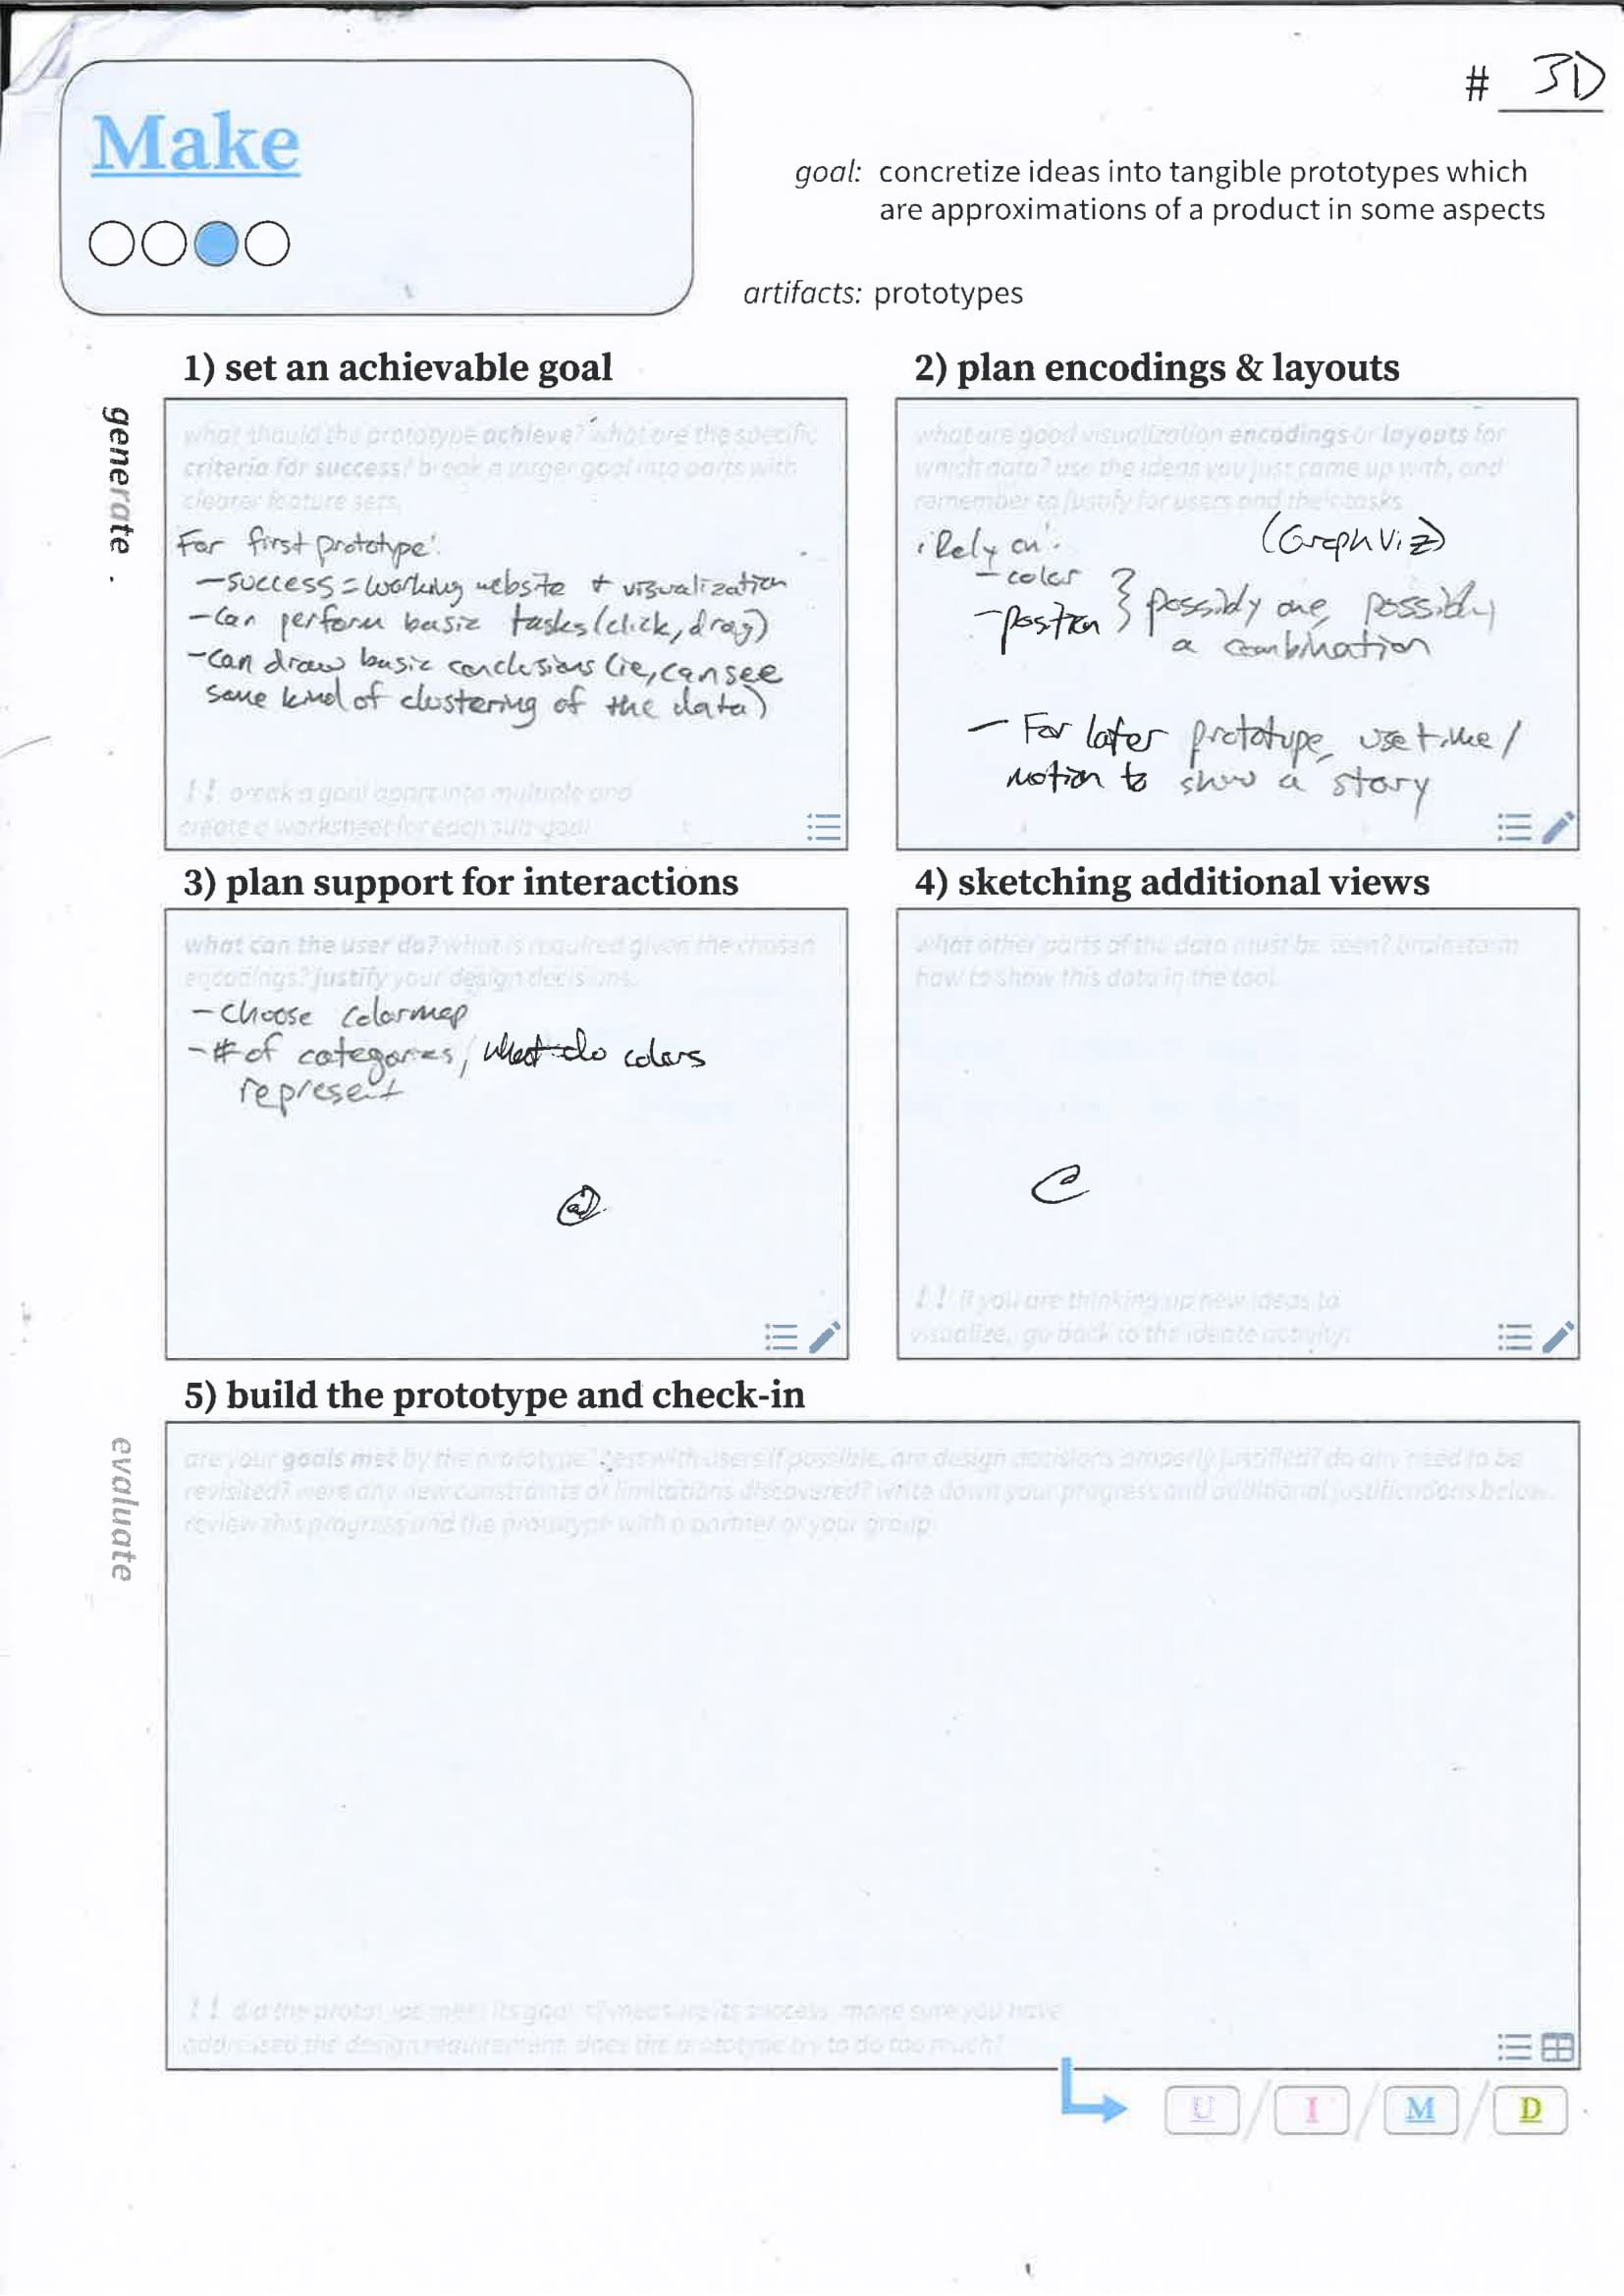 # 3D
Make
goal: concretize ideas into tangible prototypes which
are approximations of a product in some aspects
artifacts: prototypes
generate
1) set an achievable goal
what should the prototype achieve? what are the specific
criteria for success? break a larger goal into parts with
clearer feature sets.
For first prototype:
- success = working website + visualization
- Can perform basic tasks (click, drag)
- Can draw basic conclusions (ie, can see
some kind of clustering of the data)
!! break a goal apart into multiple and
create a worksheet for each sub-goal
2) plan encodings & layouts
what are good visualization encodings or layouts for
which data? use the ideas you just came up with, and
remember to justify for users and their tasks
Rely on: (GraphViz)
- color
- position } possibly one, possibly
a combination
- For later prototype, use time/
motion to show a story
3) plan support for interactions
what can the user do? what is required given the chosen
encodings? justify your design decisions.
- choose colormap
- # of categories, what do colors
represent
4) sketching additional views
what other parts of the data must be seen? brainstorm
how to show this data in the tool.
!! if you are thinking up new ideas to
visualize, go back to the ideate activity!
evaluate
5) build the prototype and check-in
are your goals met by the prototype? test with users if possible. are design decisions properly justified? do any need to be
revisited? were any new constraints or limitations discovered? write down your progress and additional justifications below.
review this progress and the prototype with a partner or your group.
!! did the prototype meet its goals? measure its success. make sure you have
addressed the design requirement. does the prototype try to do too much?
U / I / M / D